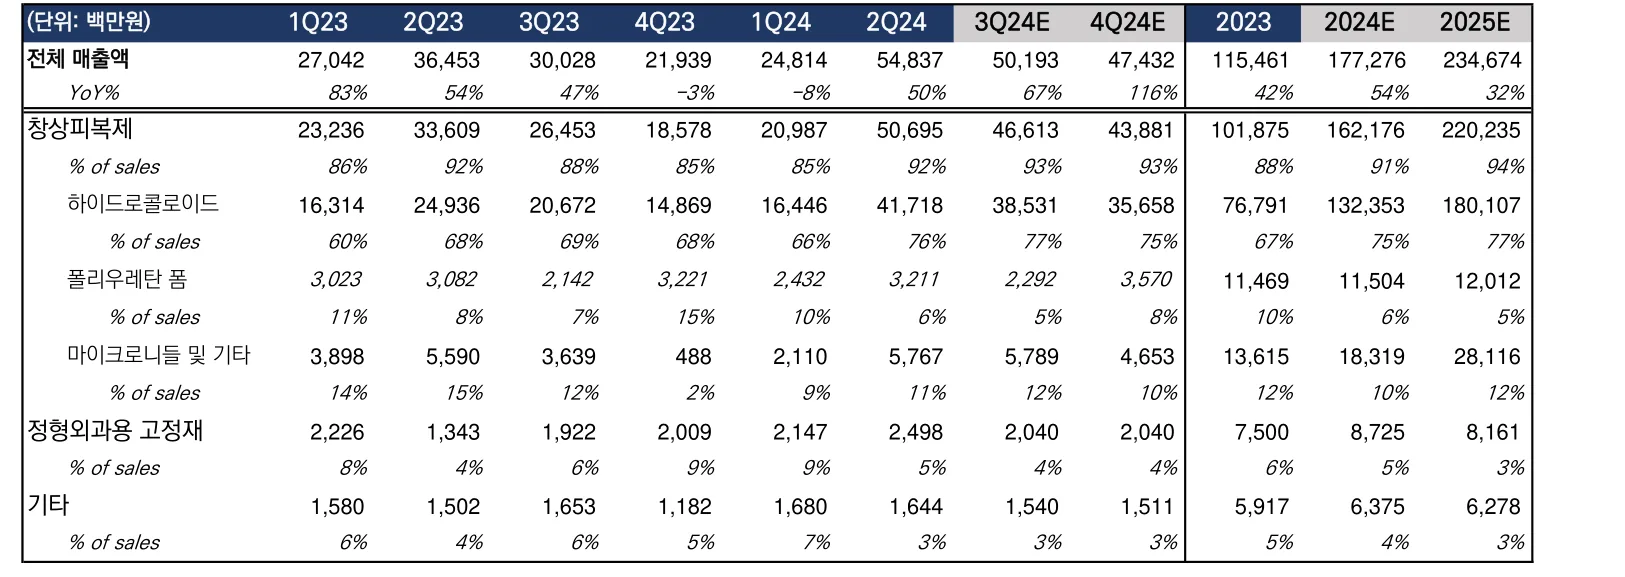 (단위: 백만원) 1Q23 2Q23 3Q23 4Q23 1Q24 2Q24 3Q24E 4Q24E 2023 2024E 2025E
전체 매출액 27,042 36,453 30,028 21,939 24,814 54,837 50,193 47,432 115,461 177,276 234,674
YoY% 83% 54% 47% -3% -8% 50% 67% 116% 42% 54% 32%
창상피복제 23,236 33,609 26,453 18,578 20,987 50,695 46,613 43,881 101,875 162,176 220,235
% of sales 86% 92% 88% 85% 85% 92% 93% 93% 88% 91% 94%
하이드로콜로이드 16,314 24,936 20,672 14,869 16,446 41,718 38,531 35,658 76,791 132,353 180,107
% of sales 60% 68% 69% 68% 66% 76% 77% 75% 67% 75% 77%
폴리우레탄 폼 3,023 3,082 2,142 3,221 2,432 3,211 2,292 3,570 11,469 11,504 12,012
% of sales 11% 8% 7% 15% 10% 6% 5% 8% 10% 6% 5%
마이크로니들 및 기타 3,898 5,590 3,639 488 2,110 5,767 5,789 4,653 13,615 18,319 28,116
% of sales 14% 15% 12% 2% 9% 11% 12% 10% 12% 10% 12%
정형외과용 고정재 2,226 1,343 1,922 2,009 2,147 2,498 2,040 2,040 7,500 8,725 8,161
% of sales 8% 4% 6% 9% 9% 5% 4% 4% 6% 5% 3%
기타 1,580 1,502 1,653 1,182 1,680 1,644 1,540 1,511 5,917 6,375 6,278
% of sales 6% 4% 6% 5% 7% 3% 3% 3% 5% 4% 3%